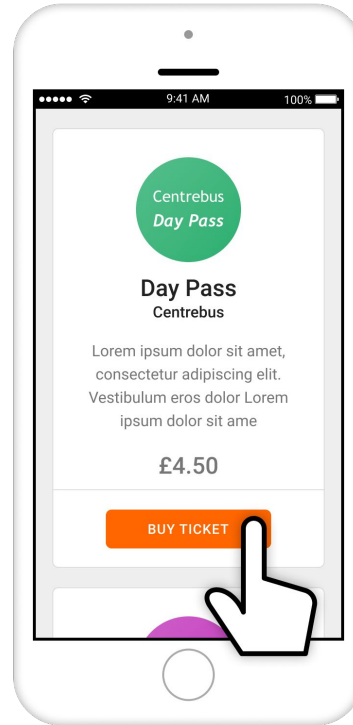 9:41 AM
100%
Centrebus
Day Pass
Day Pass
Centrebus
Lorem ipsum dolor sit amet,
consectetur adipiscing elit.
Vestibulum eros dolor Lorem
ipsum dolor sit ame
£4.50
BUY TICKET